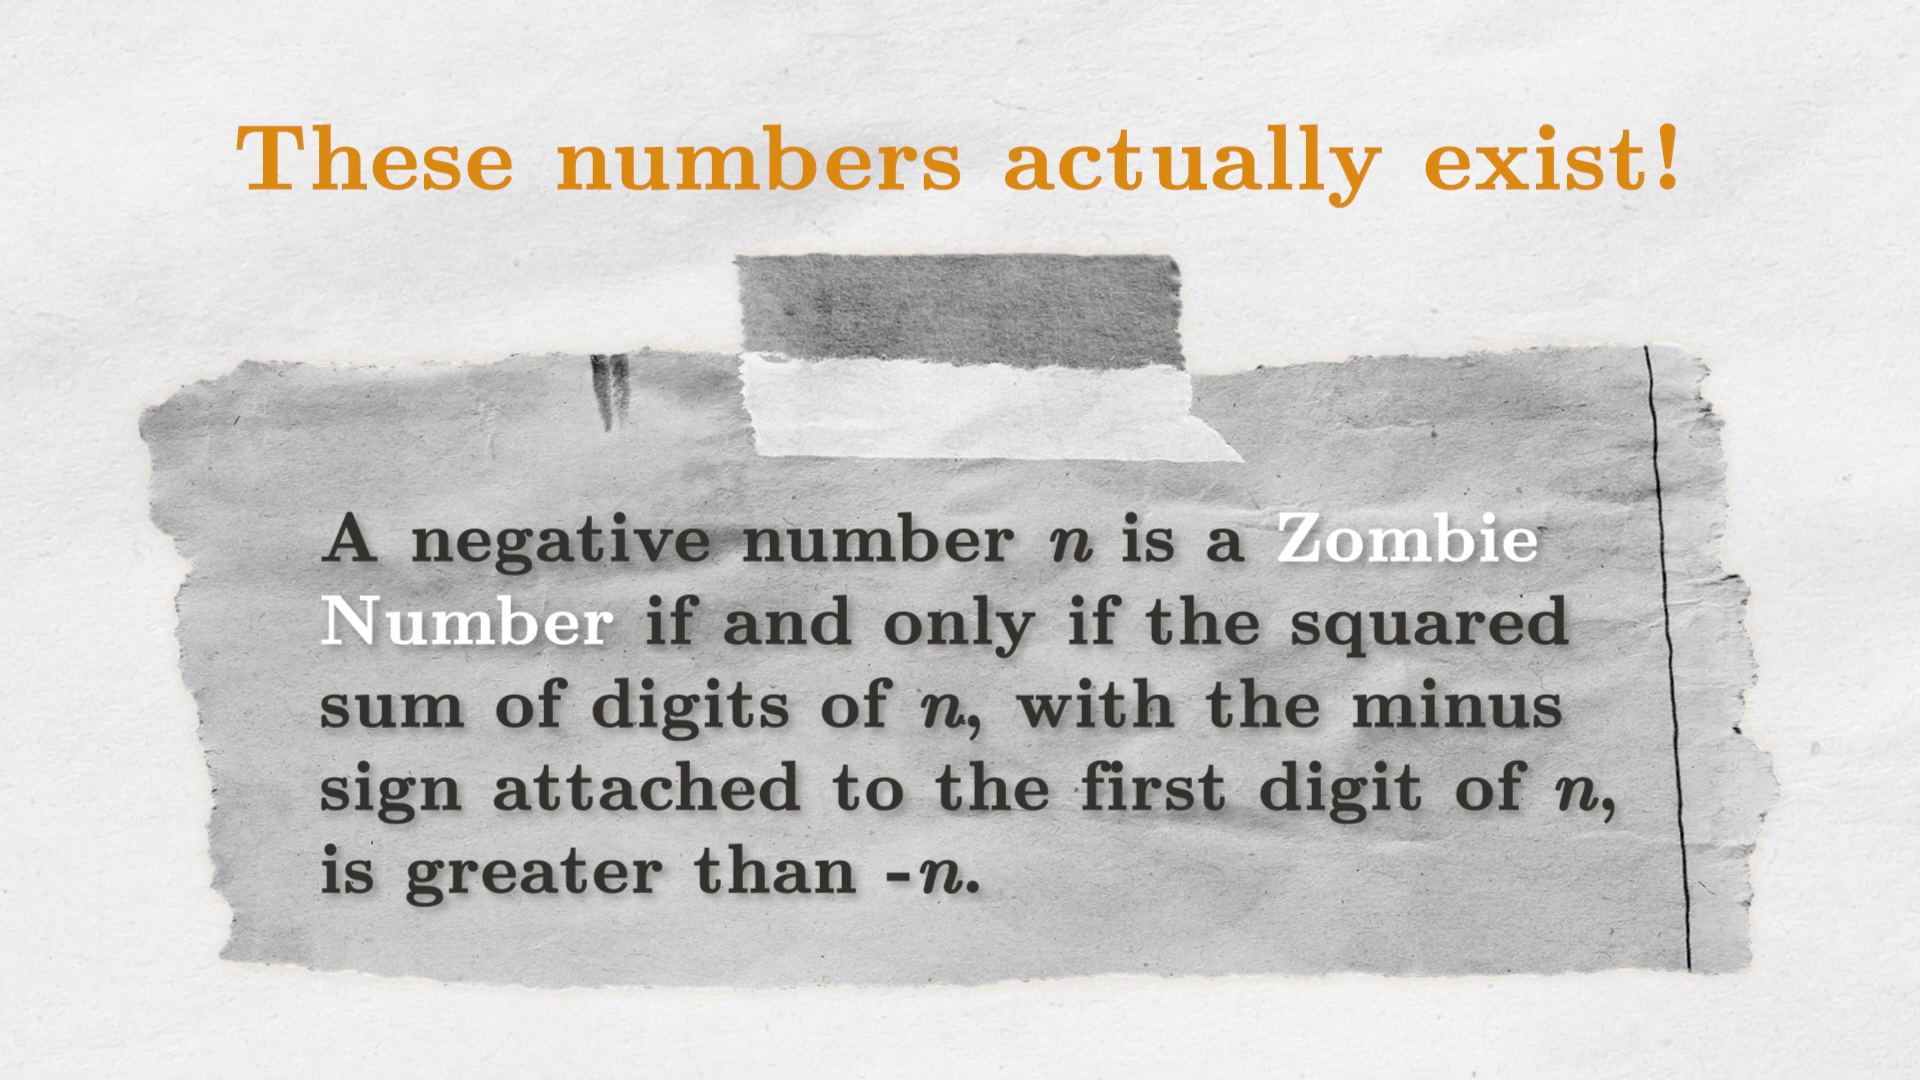 These numbers actually exist!
A negative number n is a Zombie
Number if and only if the squared
sum of digits of n, with the minus
sign attached to the first digit of n,
is greater than -n.